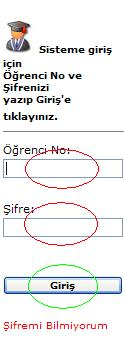 Sisteme giriş
için
Öğrenci No ve
Şifrenizi
yazıp Giriş'e
tıklayınız.
Öğrenci No:
Şifre:
Giriş
Şifremi Bilmiyorum